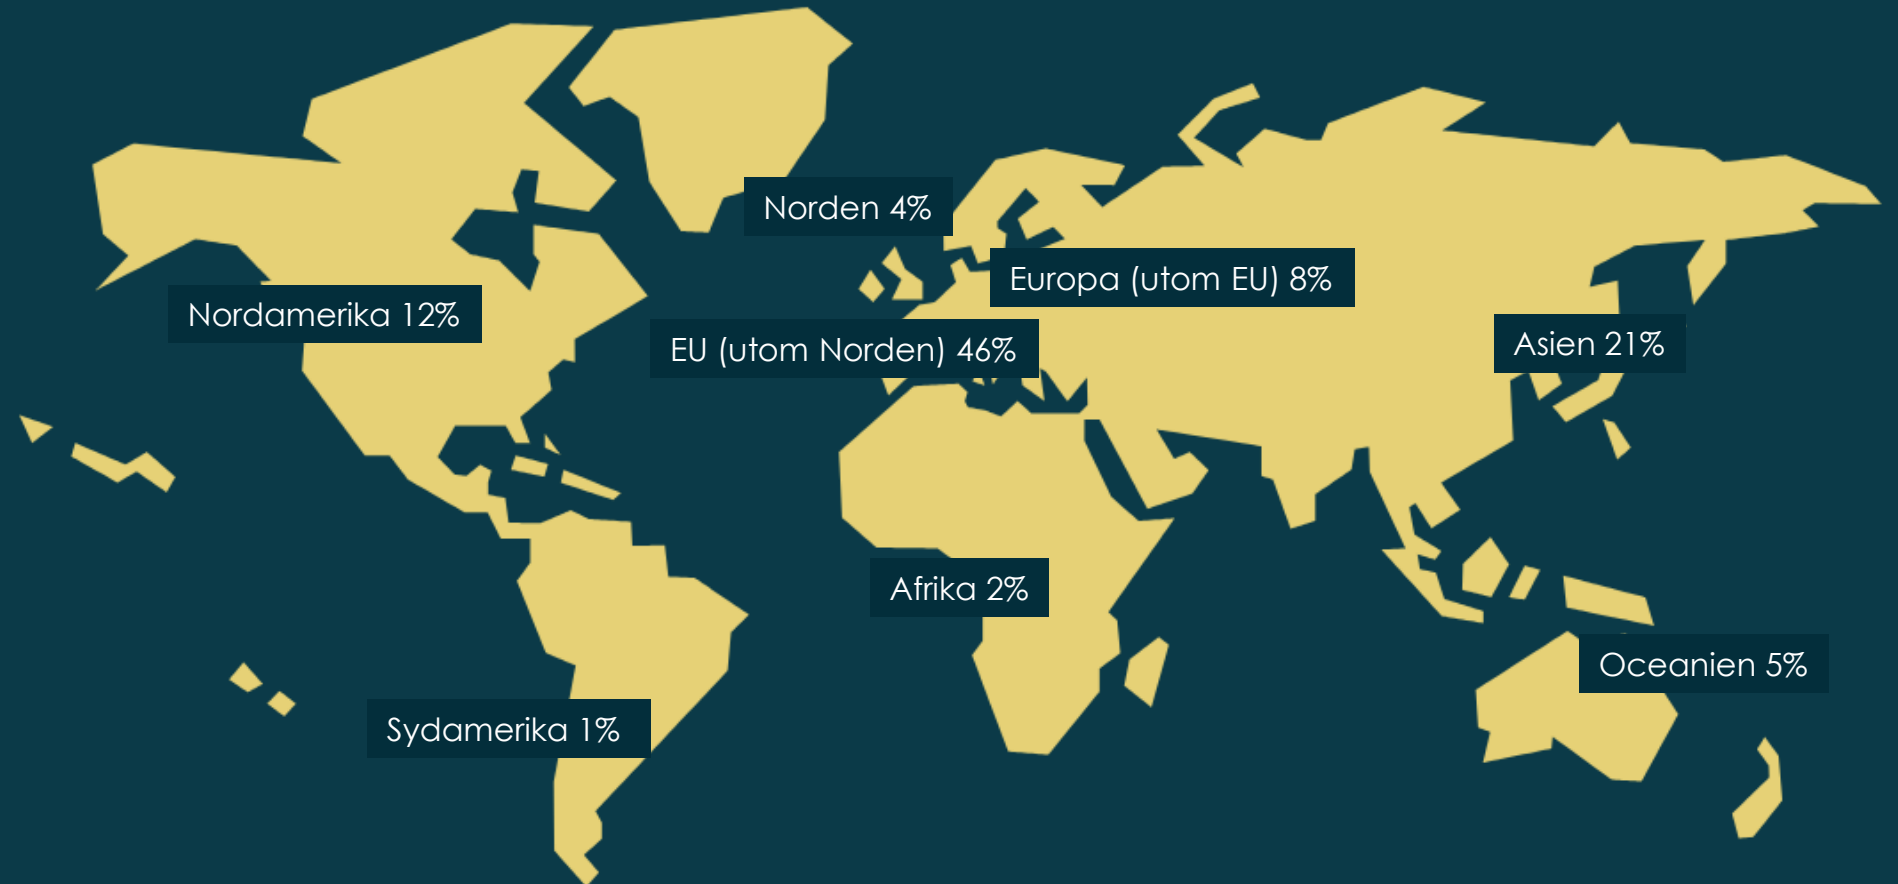 Norden 4%
Europa (utom EU) 8%
Nordamerika 12%
EU (utom Norden) 46%
Asien 21%
Afrika 2%
Oceanien 5%
Sydamerika 1%